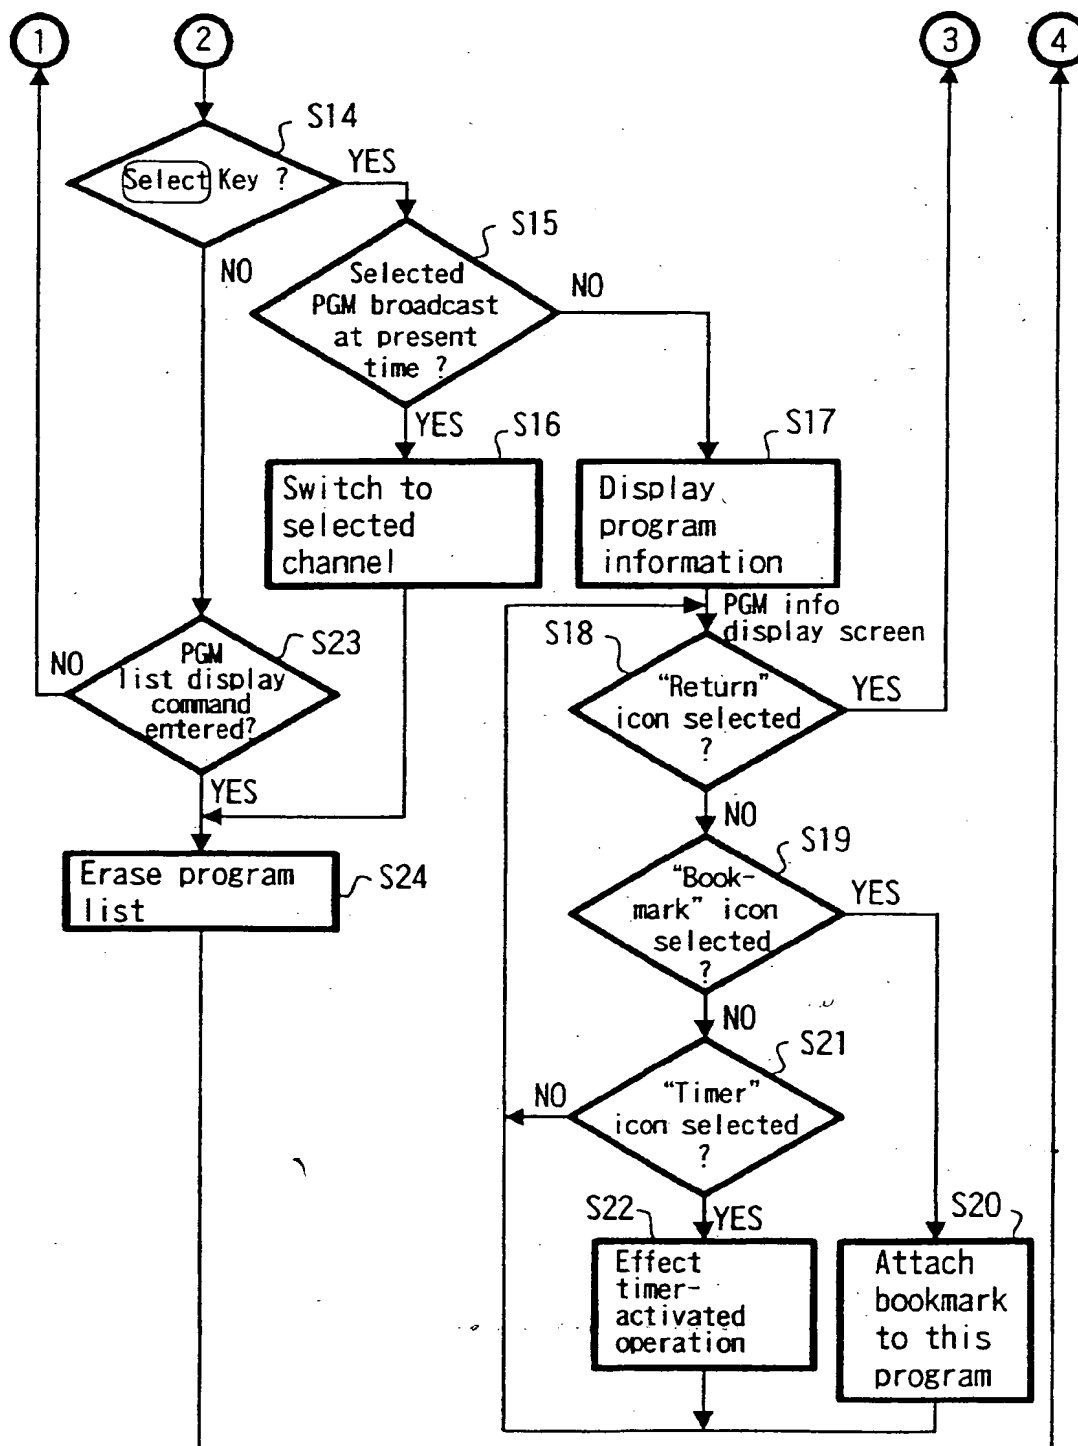 1
2
3
4
S14
Select Key ?
YES
NO
S15
Selected
PGM broadcast
at present
time ?
NO
YES
S16
Switch to
selected
channel
S17
Display
program
information
PGM info
display screen
S18
"Return"
icon selected
?
YES
NO
S23
PGM
list display
command
entered?
NO
YES
S24
Erase program
list
S19
"Book-
mark" icon
selected
?
YES
NO
S21
"Timer"
icon selected
?
NO
YES
S22
Effect
timer-
activated
operation
S20
Attach
bookmark
to this
program